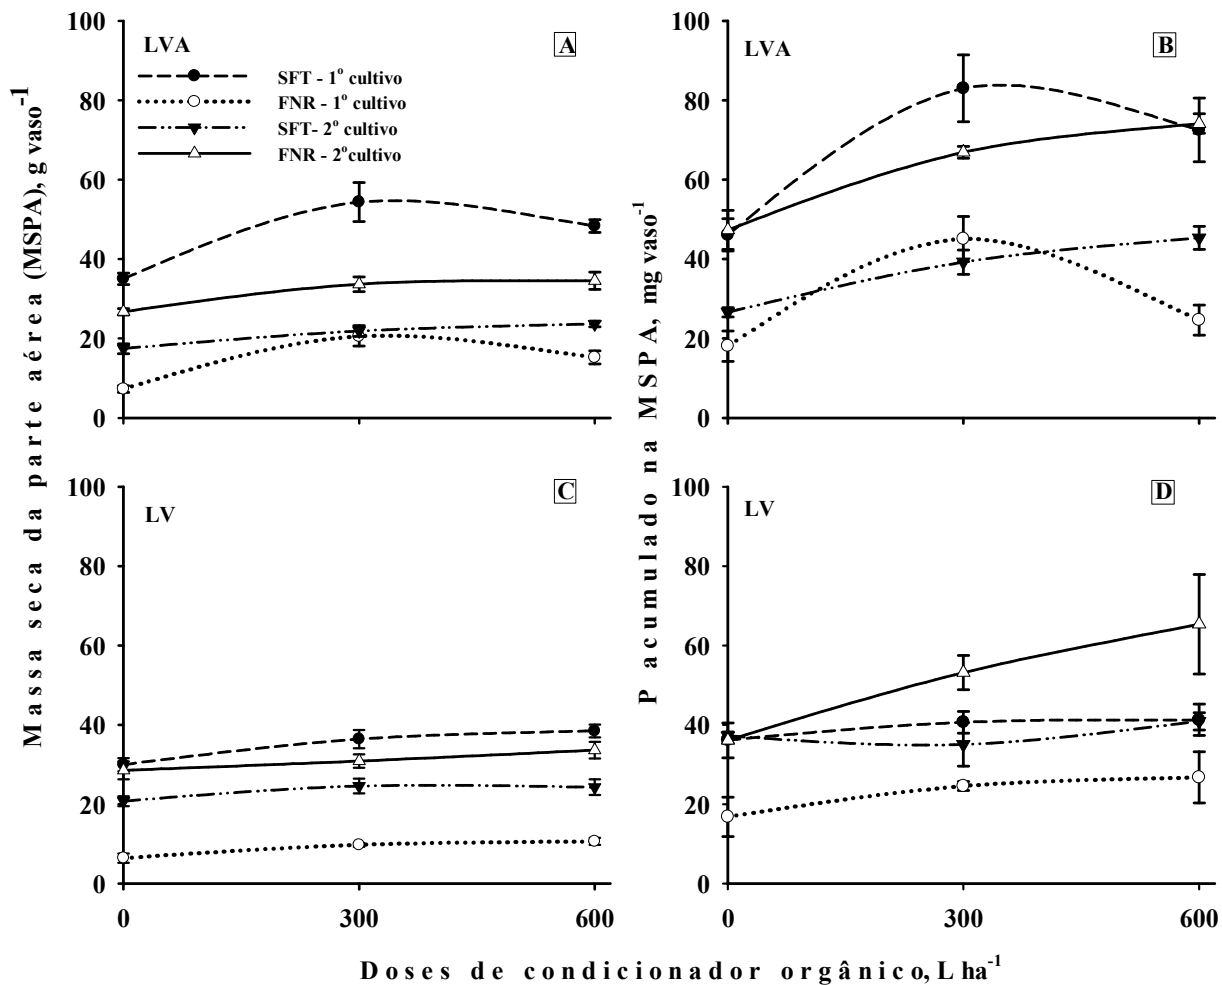 Massa seca da parte aérea (MSPA), g vaso-1
100
80
60
40
20
0
LVA
A
SFT - 1º cultivo
FNR - 1º cultivo
SFT- 2º cultivo
FNR - 2ºcultivo
P acumulado na MSPA, mg vaso-1
100
80
60
40
20
0
LVA
B
100
80
60
40
20
0
LV
C
0
300
600
100
80
60
40
20
0
LV
D
0
300
600
Doses de condicionador orgânico, L ha-1